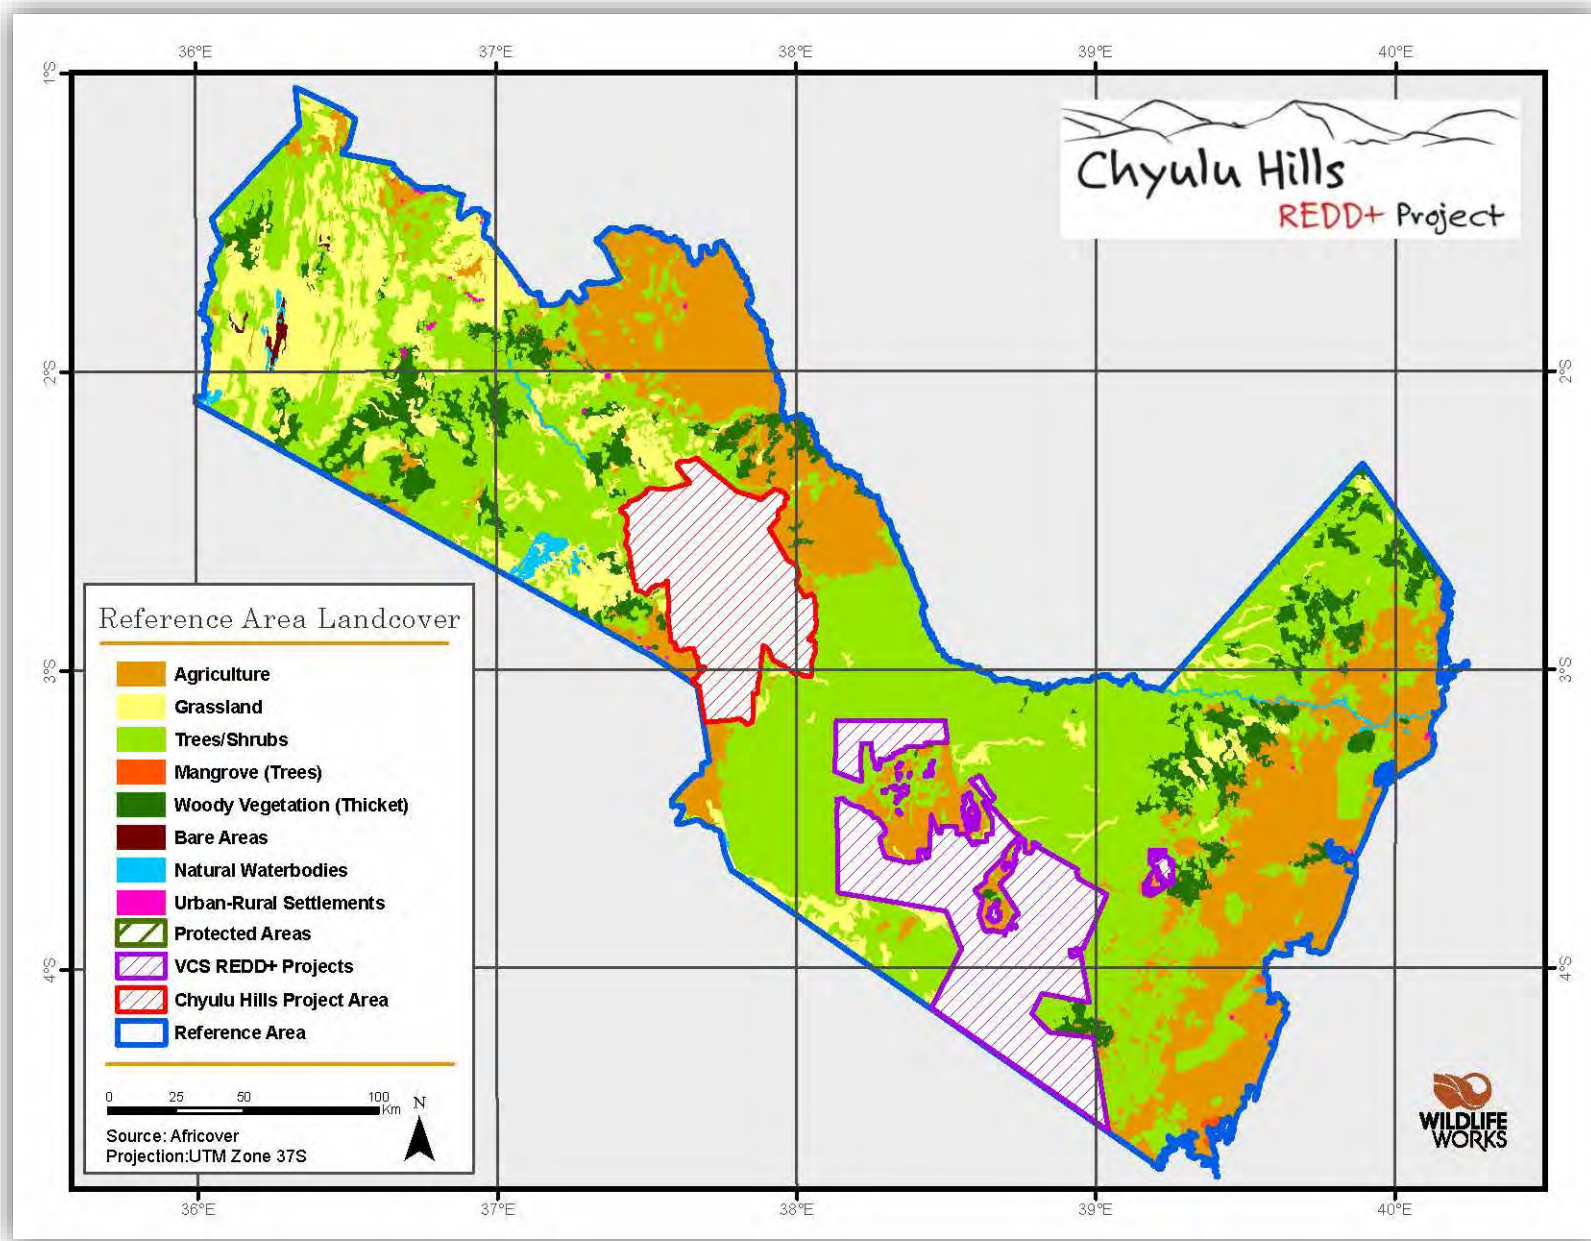 36°E 37°E 38°E 39°E 40°E
1°S
Chyulu Hills
REDD+ Project
2°S 2°S
Reference Area Landcover
Agriculture
Grassland
Trees/Shrubs
Mangrove (Trees)
Woody Vegetation (Thicket)
Bare Areas
Natural Waterbodies
Urban-Rural Settlements
Protected Areas
VCS REDD+ Projects
Chyulu Hills Project Area
Reference Area
3°S 3°S
4°S 4°S
0 25 50 100
Km
N
Source: Africover
Projection:UTM Zone 37S
WILDLIFE
WORKS
36°E 37°E 38°E 39°E 40°E